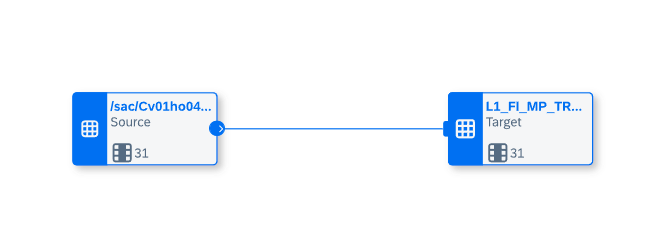 /sac/Cv01ho04...
Source
31
L1_FI_MP_TR...
Target
31